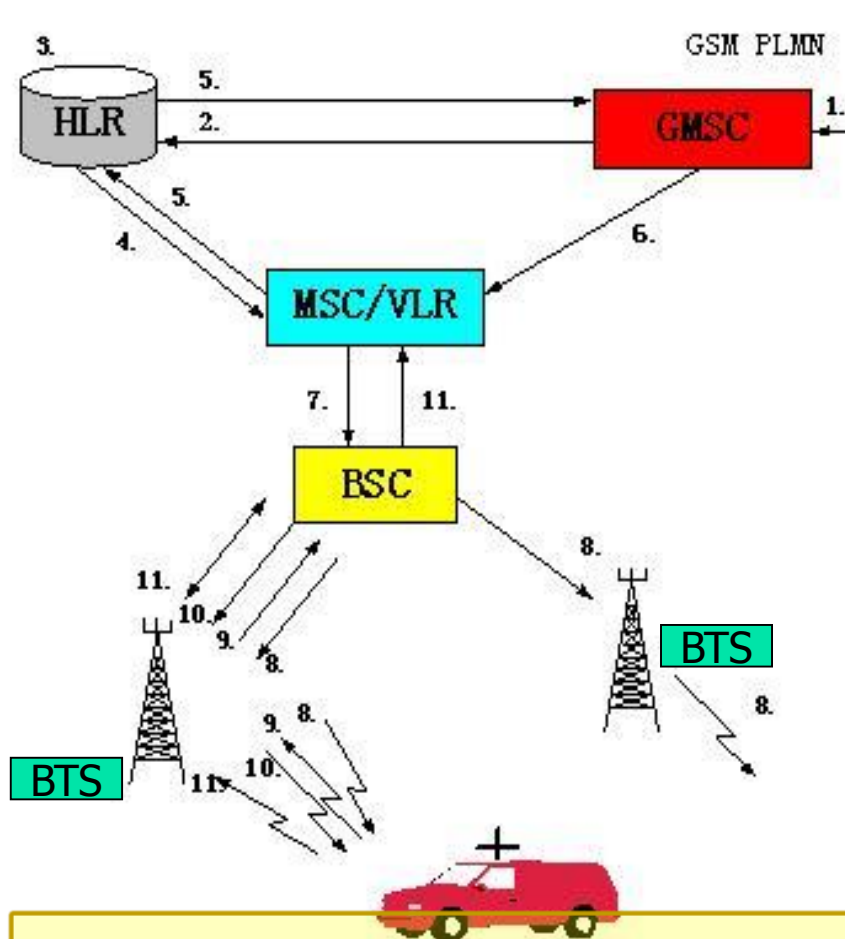 3.
GSM PLMN
HLR
5.
2.
GMSC
1.
5.
4.
6.
MSC/VLR
7.
11.
BSC
8.
11.
10.
9.
8.
BTS
8.
9.
8.
10.
11.
BTS